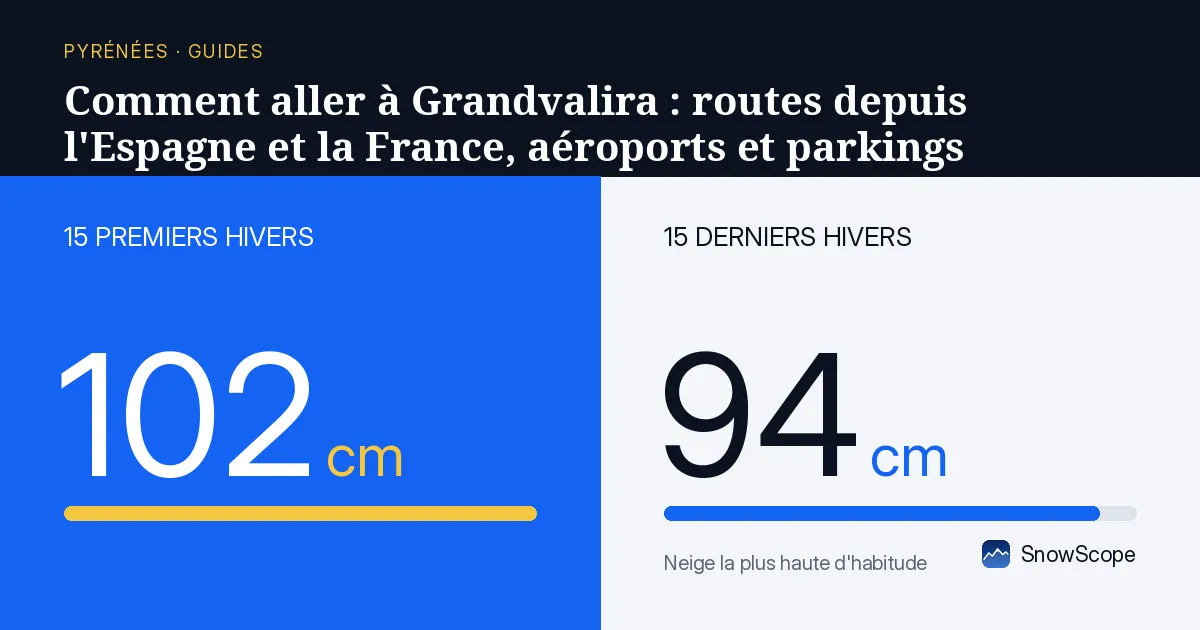 PYRÉNÉES · GUIDES
Comment aller à Grandvalira : routes depuis
l'Espagne et la France, aéroports et parkings
15 PREMIERS HIVERS
102 cm
15 DERNIERS HIVERS
94 cm
Neige la plus haute d'habitude
SnowScope